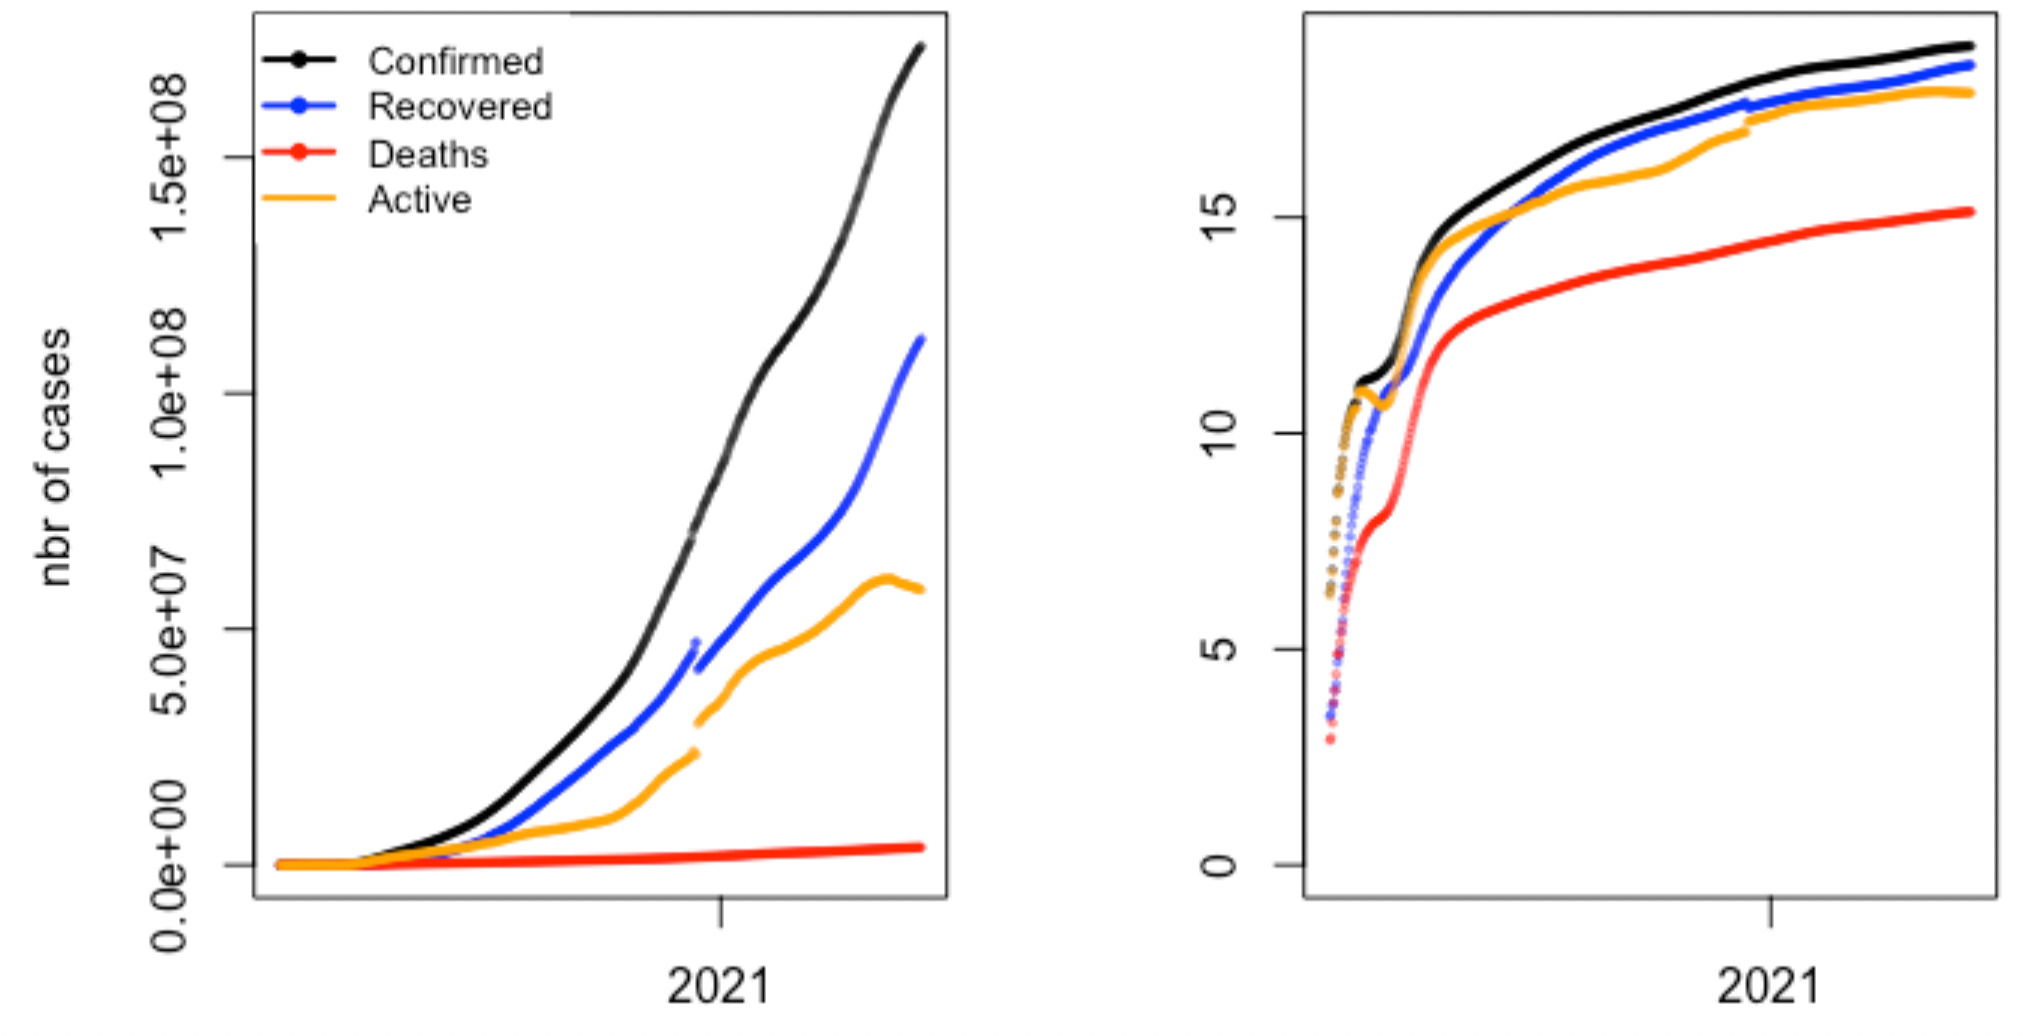 Confirmed
Recovered
Deaths
Active
nbr of cases
1.5e+08
1.0e+08
5.0e+07
0.0e+00
2021
15
10
5
0
2021